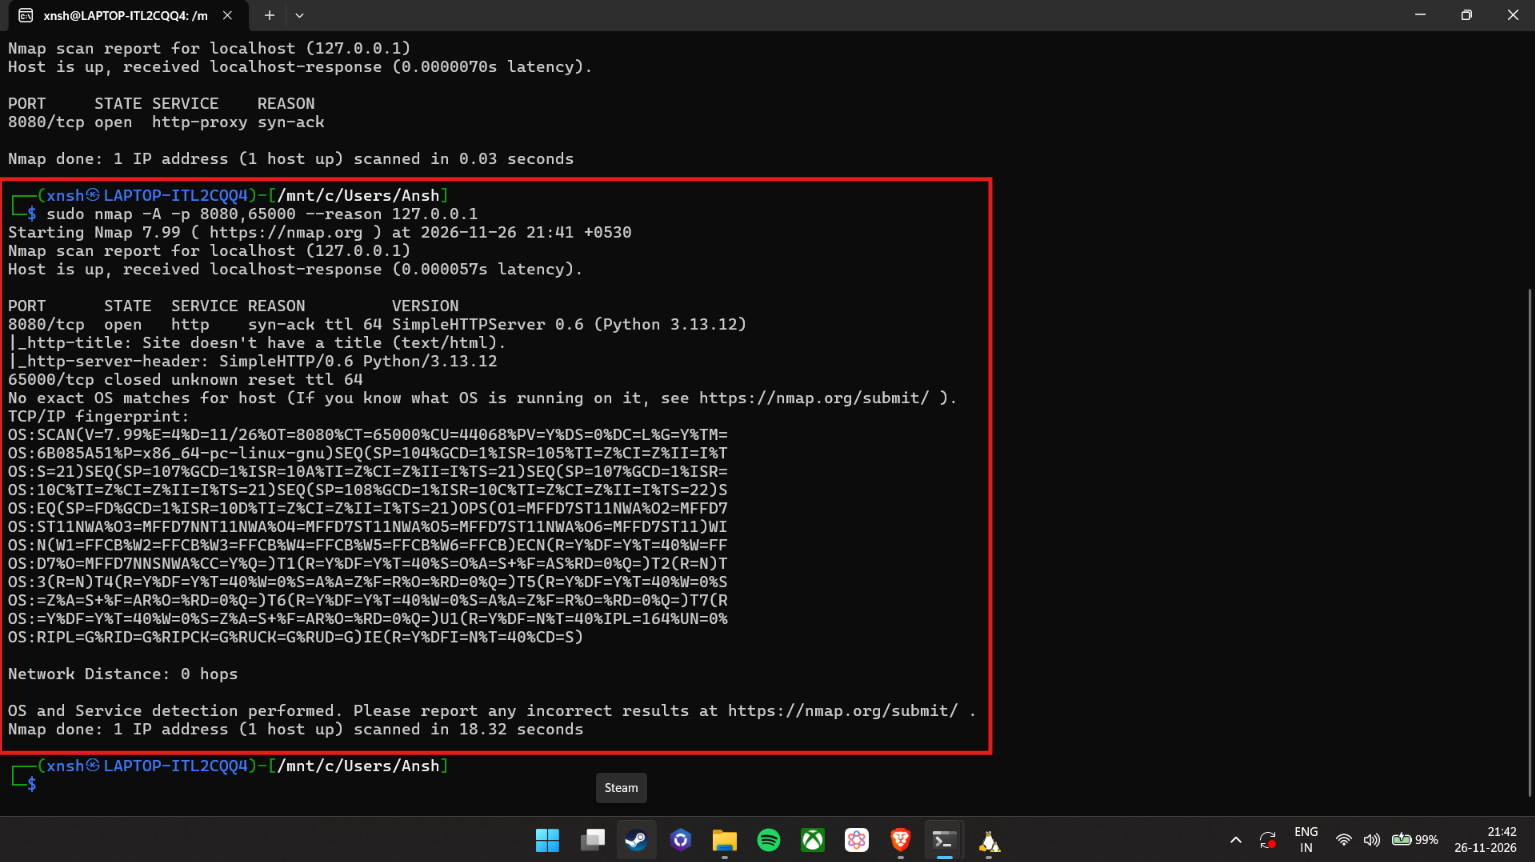 xnsh@LAPTOP-ITL2CQQ4: /m
Nmap scan report for localhost (127.0.0.1)
Host is up, received localhost-response (0.0000070s latency).
PORT     STATE SERVICE    REASON
8080/tcp open  http-proxy syn-ack
Nmap done: 1 IP address (1 host up) scanned in 0.03 seconds
┌──(xnsh㉿LAPTOP-ITL2CQQ4)-[/mnt/c/Users/Ansh]
└─$ sudo nmap -A -p 8080,65000 --reason 127.0.0.1
Starting Nmap 7.99 ( https://nmap.org ) at 2026-11-26 21:41 +0530
Nmap scan report for localhost (127.0.0.1)
Host is up, received localhost-response (0.000057s latency).
PORT      STATE  SERVICE REASON         VERSION
8080/tcp  open   http    syn-ack ttl 64 SimpleHTTPServer 0.6 (Python 3.13.12)
|_http-title: Site doesn't have a title (text/html).
|_http-server-header: SimpleHTTP/0.6 Python/3.13.12
65000/tcp closed unknown reset ttl 64
No exact OS matches for host (If you know what OS is running on it, see https://nmap.org/submit/ ).
TCP/IP fingerprint:
OS:SCAN(V=7.99%E=4%D=11/26%OT=8080%CT=65000%CU=44068%PV=Y%DS=0%DC=L%G=Y%TM=
OS:6B085A51%P=x86_64-pc-linux-gnu)SEQ(SP=104%GCD=1%ISR=105%TI=Z%CI=Z%II=I%T
OS:S=21)SEQ(SP=107%GCD=1%ISR=10A%TI=Z%CI=Z%II=I%TS=21)SEQ(SP=107%GCD=1%ISR=
OS:10C%TI=Z%CI=Z%II=I%TS=21)SEQ(SP=108%GCD=1%ISR=10C%TI=Z%CI=Z%II=I%TS=22)S
OS:EQ(SP=FD%GCD=1%ISR=10D%TI=Z%CI=Z%II=I%TS=21)OPS(O1=MFFD7ST11NWA%O2=MFFD7
OS:ST11NWA%O3=MFFD7NNT11NWA%O4=MFFD7ST11NWA%O5=MFFD7ST11NWA%O6=MFFD7ST11)WI
OS:N(W1=FFCB%W2=FFCB%W3=FFCB%W4=FFCB%W5=FFCB%W6=FFCB)ECN(R=Y%DF=Y%T=40%W=FF
OS:D7%O=MFFD7NNSNWA%CC=Y%Q=)T1(R=Y%DF=Y%T=40%S=O%A=S+%F=AS%RD=0%Q=)T2(R=N)T
OS:3(R=N)T4(R=Y%DF=Y%T=40%W=0%S=A%A=Z%F=R%O=%RD=0%Q=)T5(R=Y%DF=Y%T=40%W=0%S
OS:=Z%A=S+%F=AR%O=%RD=0%Q=)T6(R=Y%DF=Y%T=40%W=0%S=A%A=Z%F=R%O=%RD=0%Q=)T7(R
OS:=Y%DF=Y%T=40%W=0%S=Z%A=S+%F=AR%O=%RD=0%Q=)U1(R=Y%DF=N%T=40%IPL=164%UN=0%
OS:RIPL=G%RID=G%RIPCK=G%RUCK=G%RUD=G)IE(R=Y%DFI=N%T=40%CD=S)
Network Distance: 0 hops
OS and Service detection performed. Please report any incorrect results at https://nmap.org/submit/ .
Nmap done: 1 IP address (1 host up) scanned in 18.32 seconds
┌──(xnsh㉿LAPTOP-ITL2CQQ4)-[/mnt/c/Users/Ansh]
└─$
Steam
ENG
IN
99%
21:42
26-11-2026